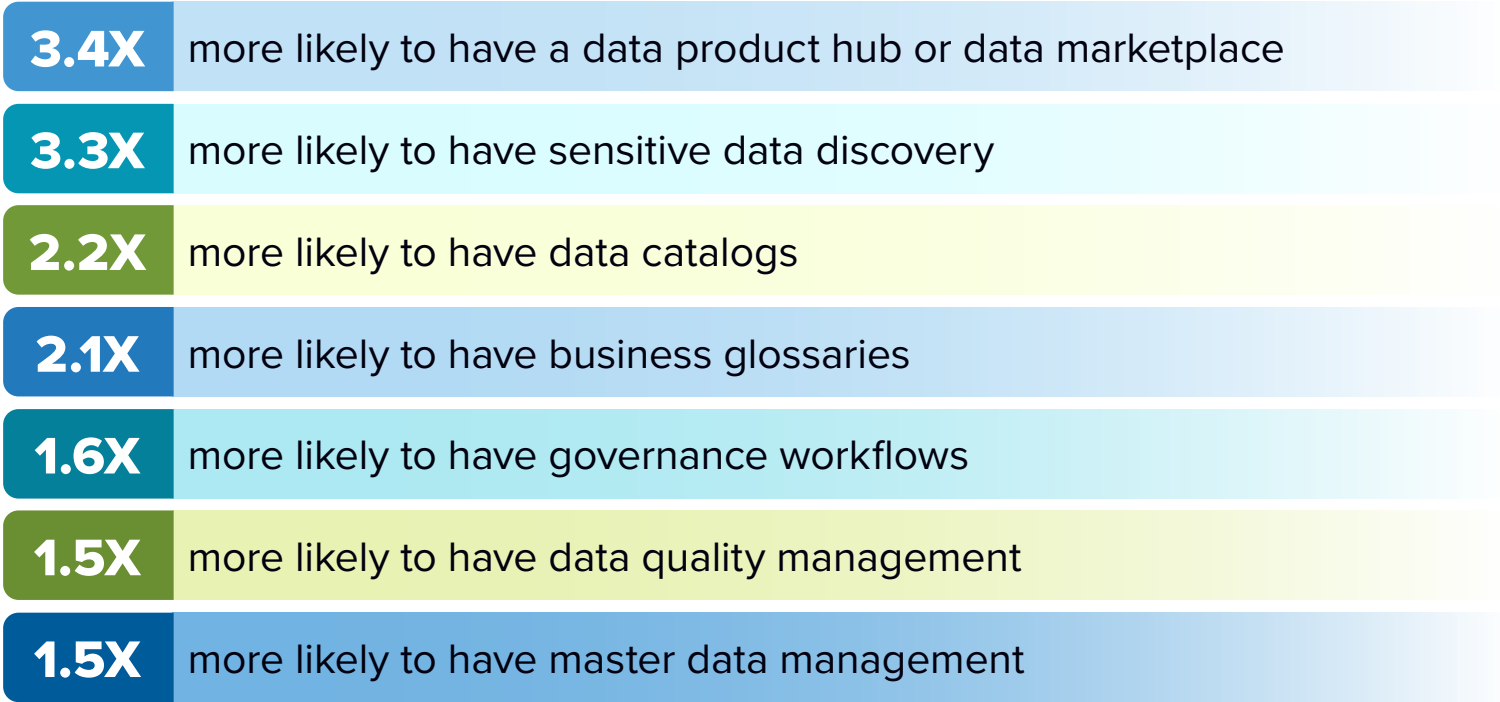 3.4X more likely to have a data product hub or data marketplace
3.3X more likely to have sensitive data discovery
2.2X more likely to have data catalogs
2.1X more likely to have business glossaries
1.6X more likely to have governance workflows
1.5X more likely to have data quality management
1.5X more likely to have master data management